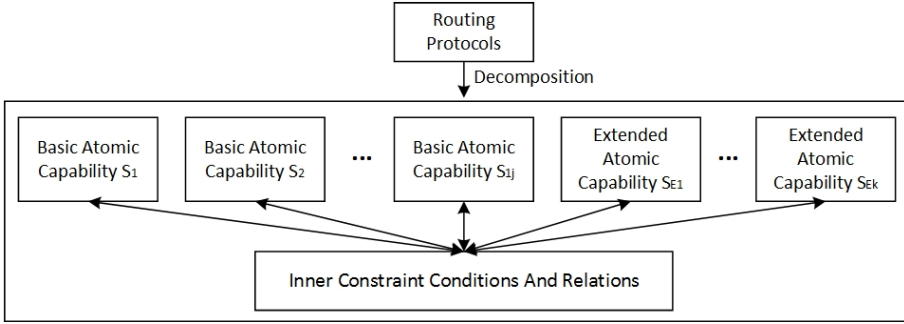 Routing
Protocols
Decomposition
Basic Atomic
Capability S1
Basic Atomic
Capability S2
...
Basic Atomic
Capability S1j
Extended
Atomic
Capability SE1
...
Extended
Atomic
Capability SEk
Inner Constraint Conditions And Relations